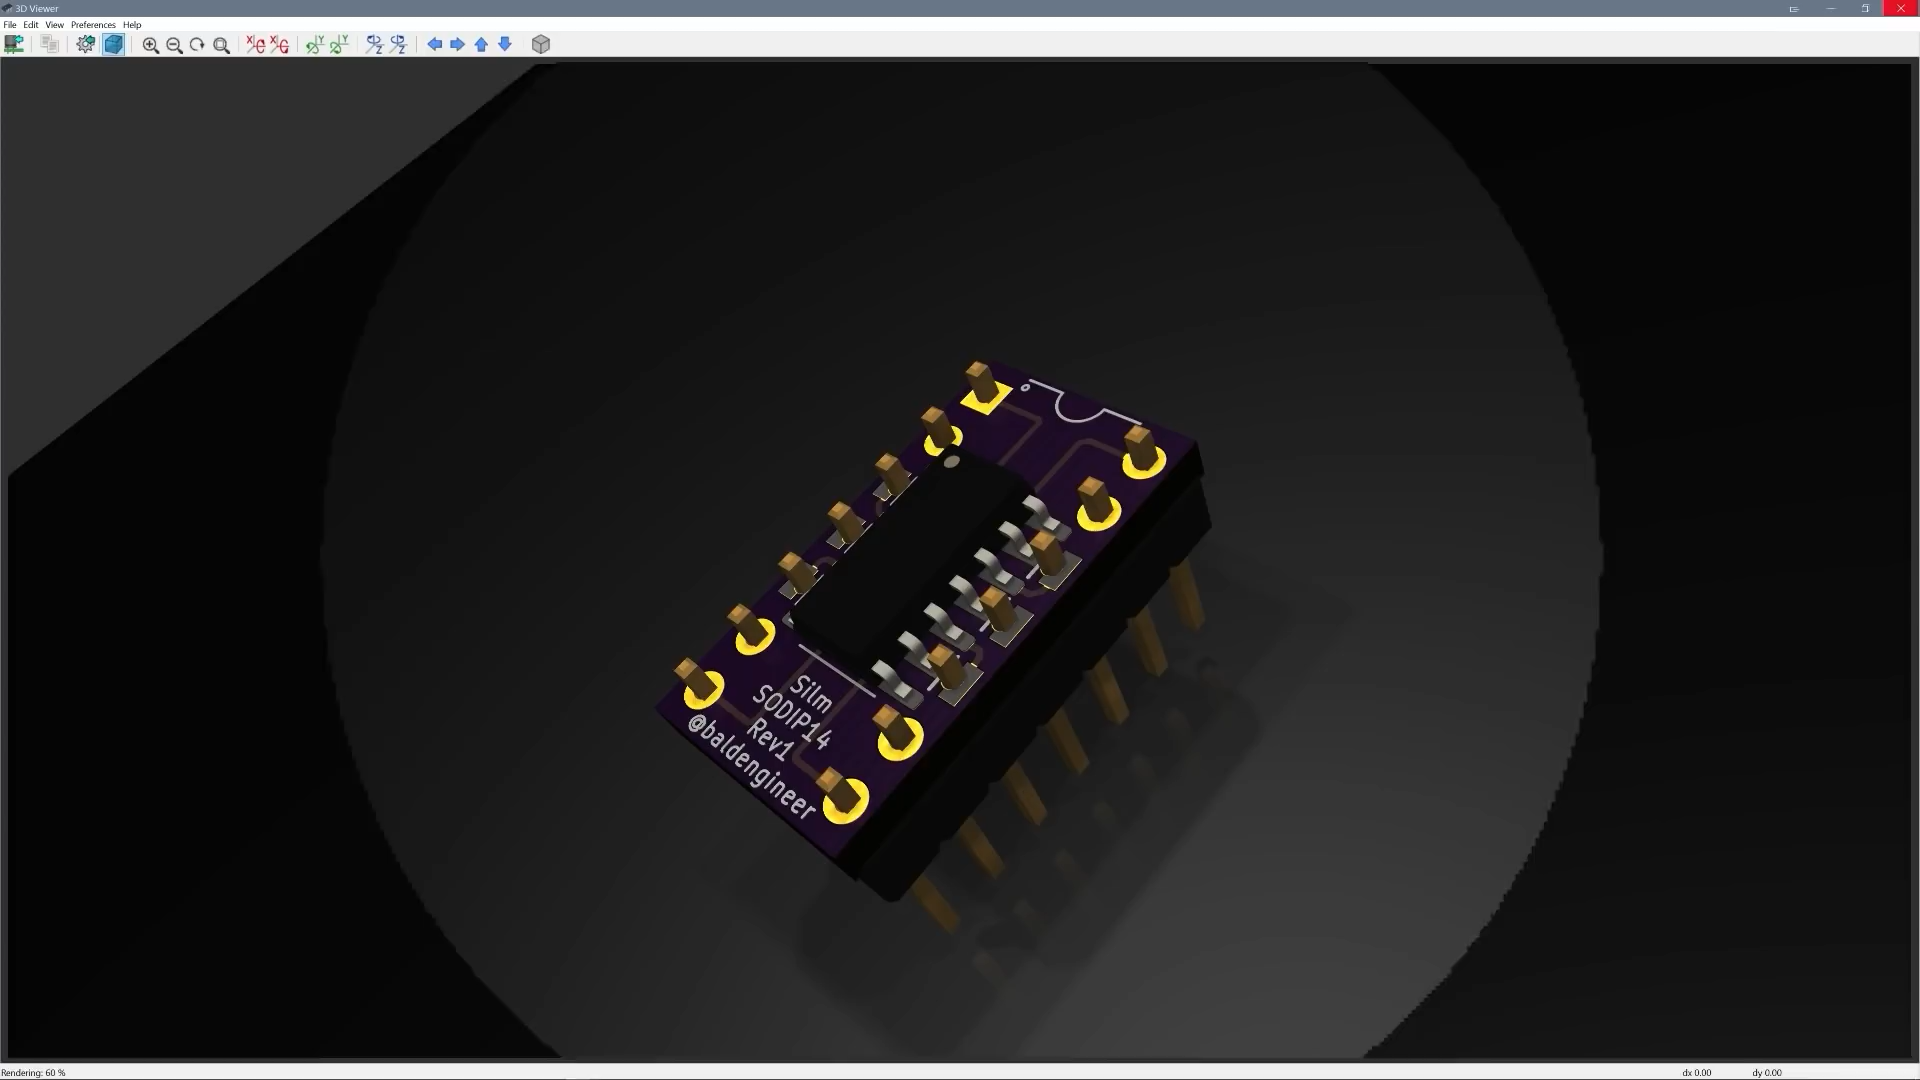 3D Viewer
File Edit View Preferences Help
Silm
SODIP14
Rev1
@baldengineer
Rendering: 60 %
dx 0.00
dy 0.00